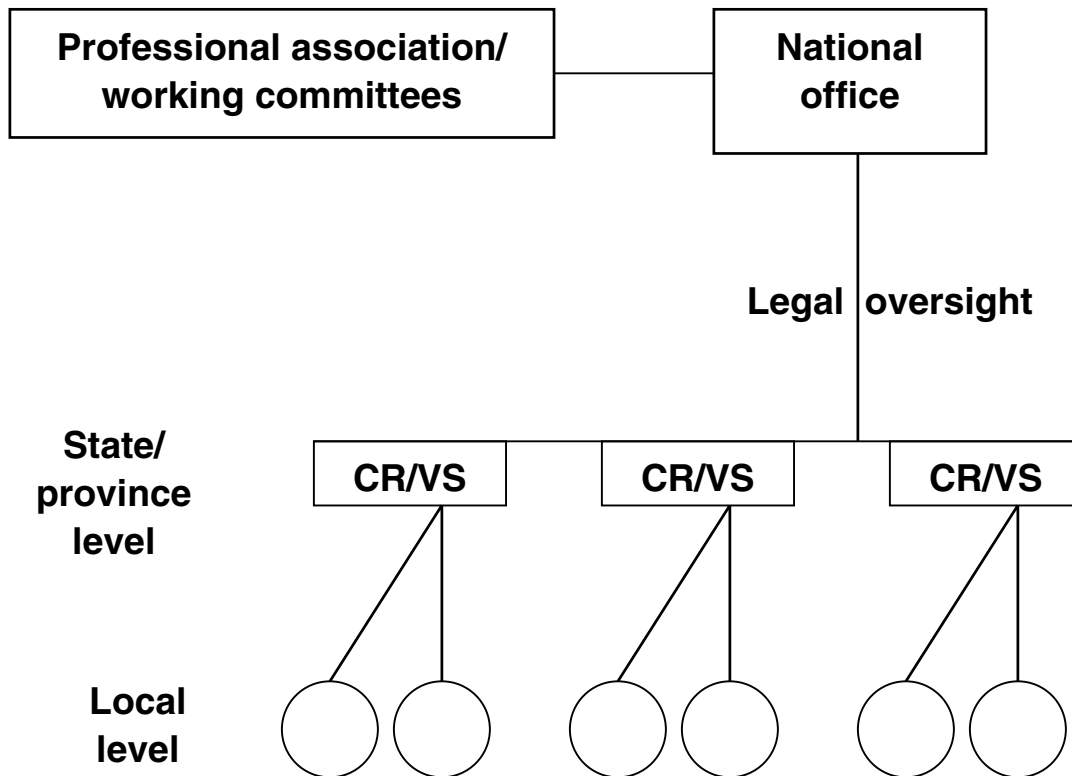 Professional association/
working committees
National
office
Legal oversight
State/
province
level
CR/VS
CR/VS
CR/VS
Local
level